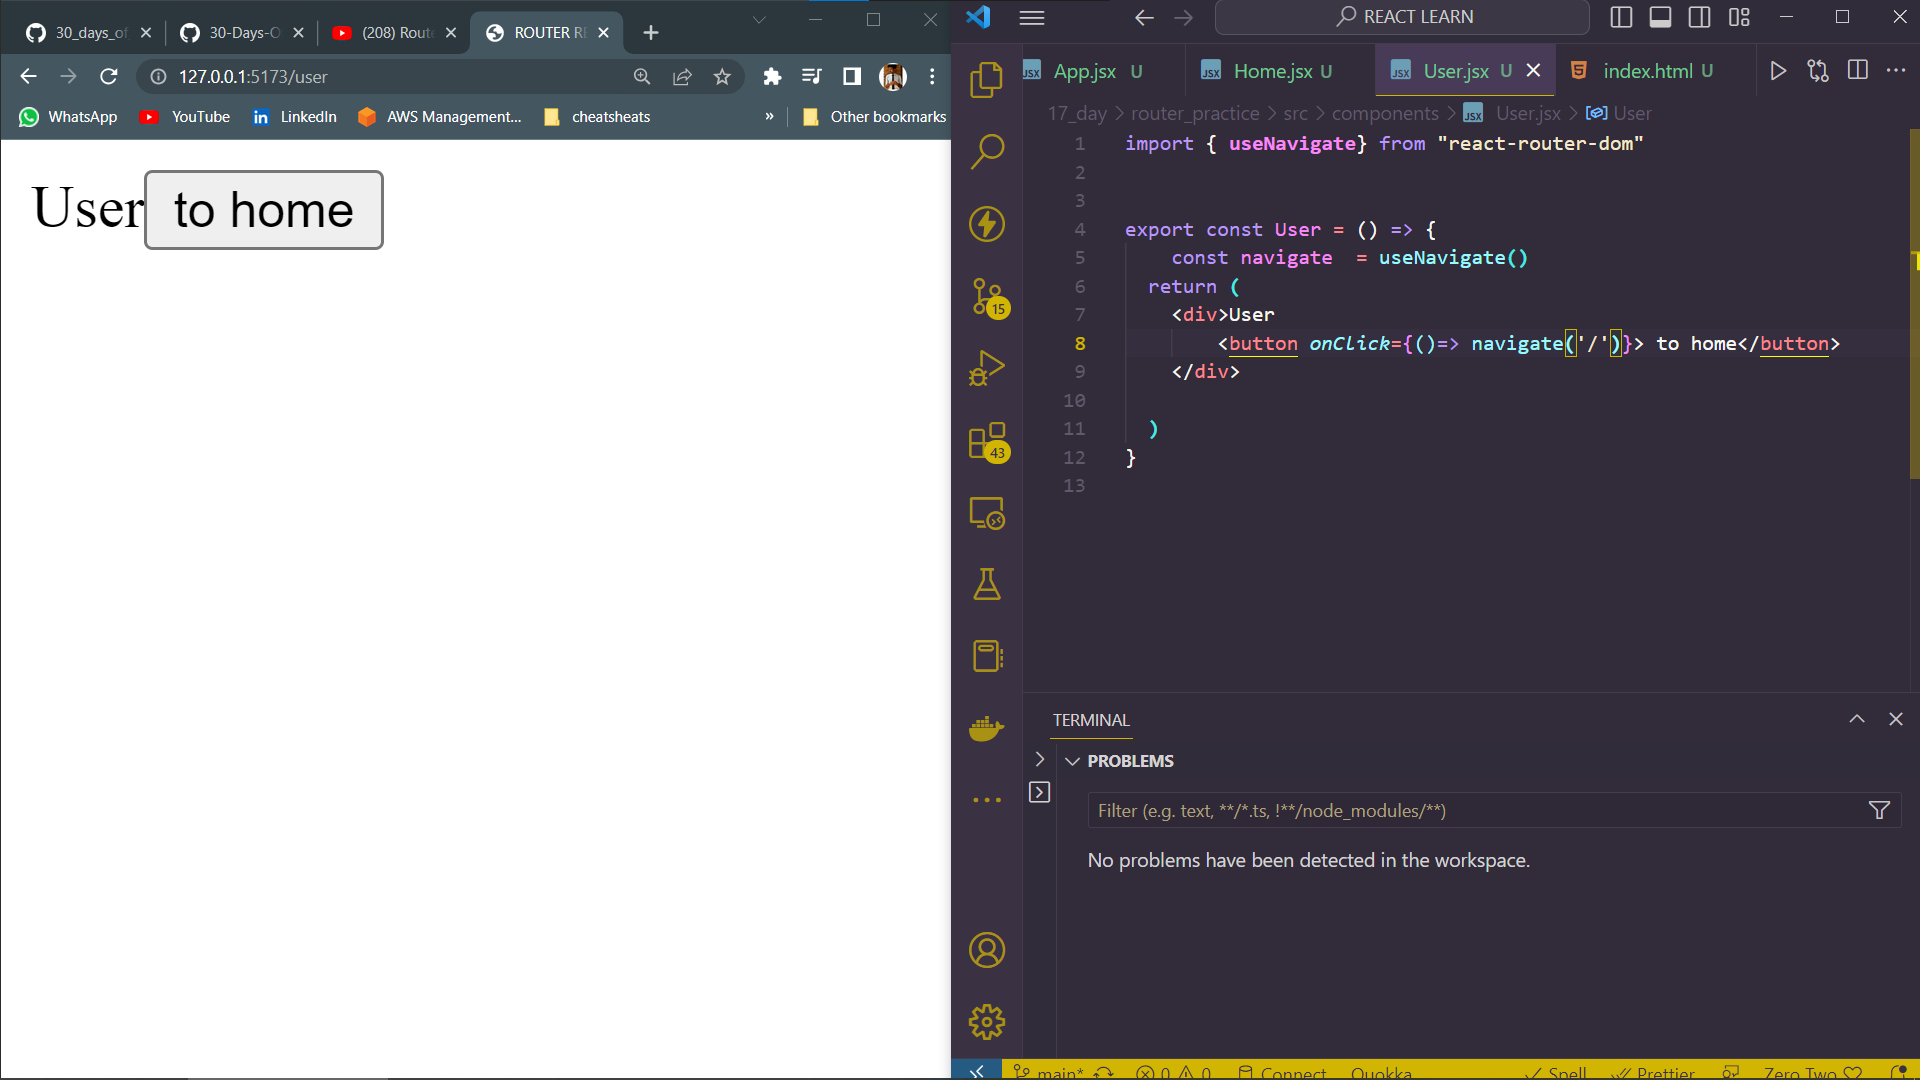 30_days_of
30-Days-O
(208) Rout
ROUTER R
127.0.0.1:5173/user
WhatsApp
YouTube
LinkedIn
AWS Management...
cheatsheats
»
Other bookmarks
User
to home
REACT LEARN
App.jsx U
Home.jsx U
User.jsx U
index.html U
17_day > router_practice > src > components > User.jsx > User
1 import { useNavigate} from "react-router-dom"
2
3
4 export const User = () => {
5 const navigate  = useNavigate()
6 return (
7 <div>User
8 <button onClick={()=> navigate('/')}> to home</button>
9 </div>
10
11 )
12 }
13
15
43
TERMINAL
PROBLEMS
Filter (e.g. text, **/*.ts, !**/node_modules/**)
No problems have been detected in the workspace.
main*
0
0
Connect
Quokka
Spell
Prettier
Zero Two